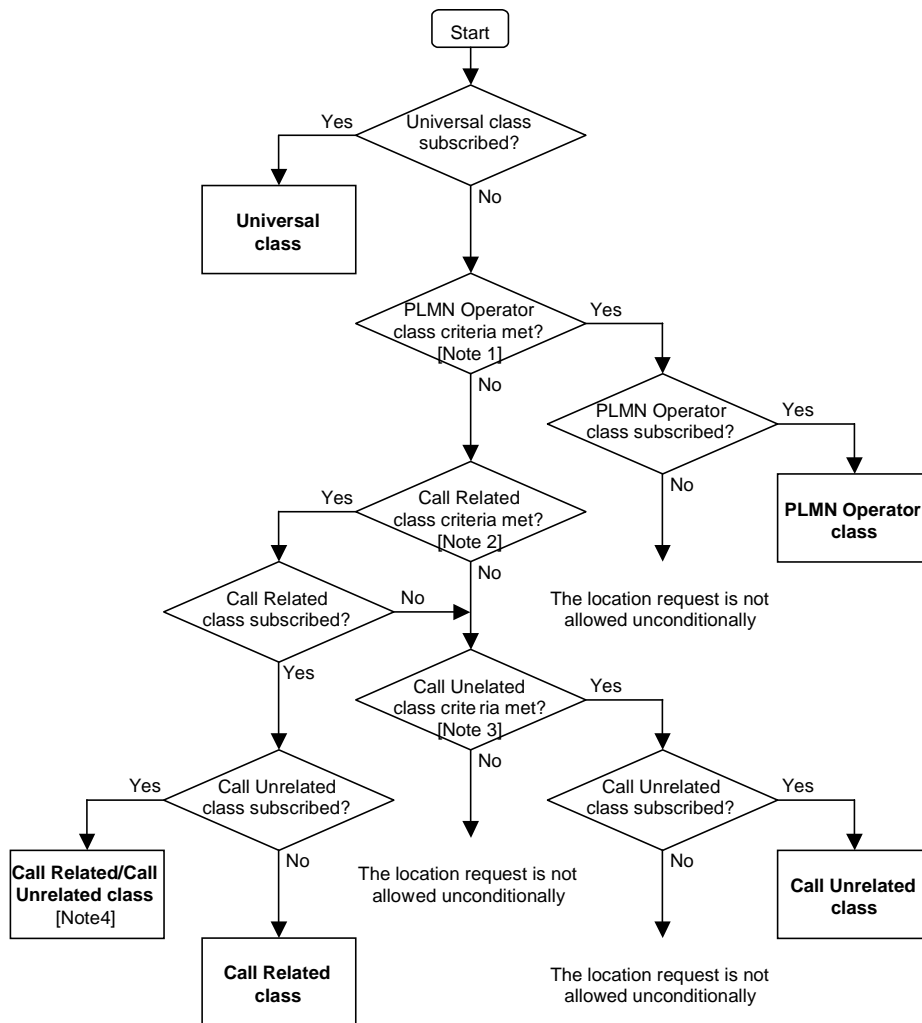 Start
Universal class
subscribed?
Yes
No
Universal
class
PLMN Operator
class criteria met?
[Note 1]
Yes
No
PLMN Operator
class subscribed?
Yes
No
PLMN Operator
class
The location request is not
allowed unconditionally
Call Related
class criteria met?
[Note 2]
Yes
No
Call Related
class subscribed?
No
Yes
Call Unelated
class criteria met?
[Note 3]
Yes
No
The location request is not
allowed unconditionally
Call Unrelated
class subscribed?
Yes
No
Call Related/Call
Unrelated class
[Note4]
Call Related
class
Call Unrelated
class subscribed?
Yes
No
Call Unrelated
class
The location request is not
allowed unconditionally